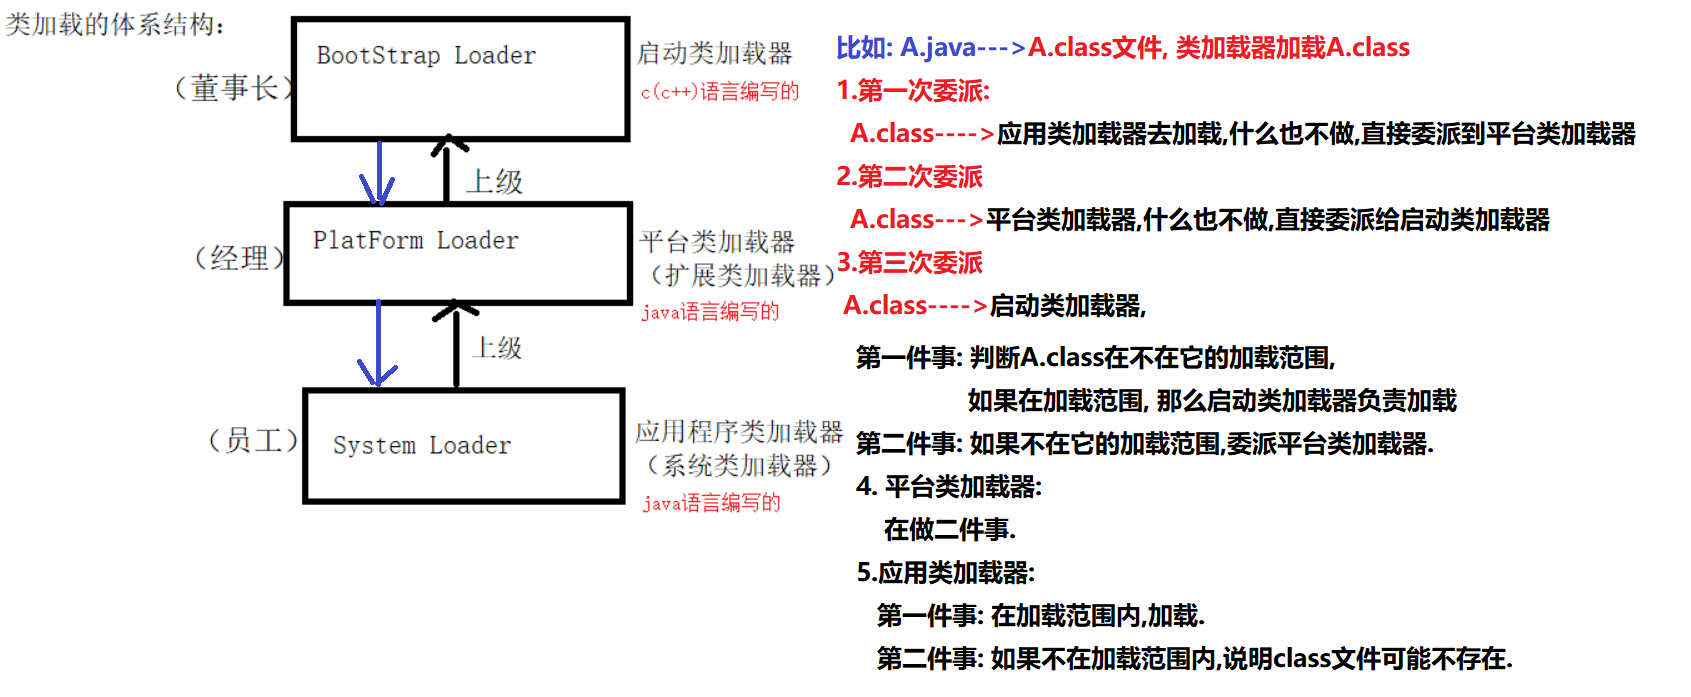 类加载的体系结构:
BootStrap Loader
启动类加载器
(董事长)
c(c++)语言编写的
上级
PlatForm Loader
平台类加载器
(经理)
(扩展类加载器)
java语言编写的
上级
应用程序类加载器
(员工)
System Loader
(系统类加载器)
java语言编写的
比如: A.java--->A.class文件, 类加载器加载A.class
1.第一次委派:
A.class---->应用类加载器去加载,什么也不做,直接委派到平台类加载器
2.第二次委派
A.class--->平台类加载器,什么也不做,直接委派给启动类加载器
3.第三次委派
A.class---->启动类加载器,
第一件事: 判断A.class在不在它的加载范围,
如果在加载范围, 那么启动类加载器负责加载
第二件事: 如果不在它的加载范围,委派平台类加载器.
4. 平台类加载器:
在做二件事.
5.应用类加载器:
第一件事: 在加载范围内,加载.
第二件事: 如果不在加载范围内,说明class文件可能不存在.